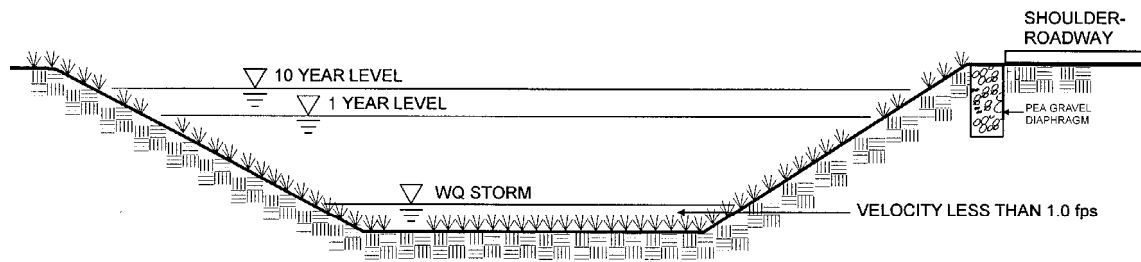 SHOULDER-
ROADWAY
10 YEAR LEVEL
1 YEAR LEVEL
PEA GRAVEL
DIAPHRAGM
WQ STORM
VELOCITY LESS THAN 1.0 fps